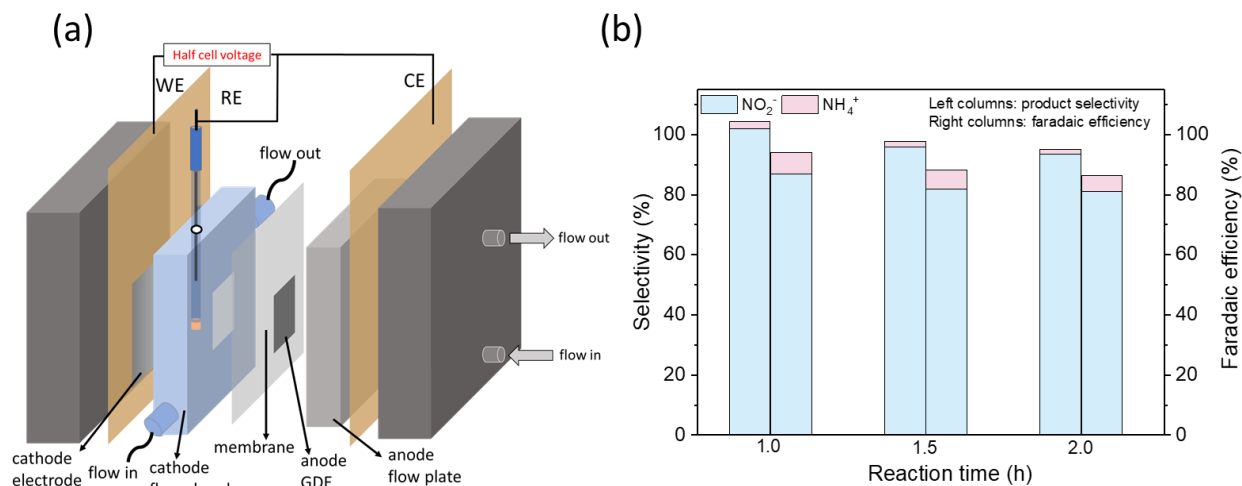 (a)
Half cell voltage
WE
RE
CE
flow out
flow out
flow in
cathode
electrode
flow in
cathode
membrane
anode
GDE
anode
flow plate
(b)
NO₂⁻ NH₄⁺
Left columns: product selectivity
Right columns: faradaic efficiency
Selectivity (%)
100
80
60
40
20
0
1.0 1.5 2.0
Reaction time (h)
100
80
60
40
20
0
Faradaic efficiency (%)